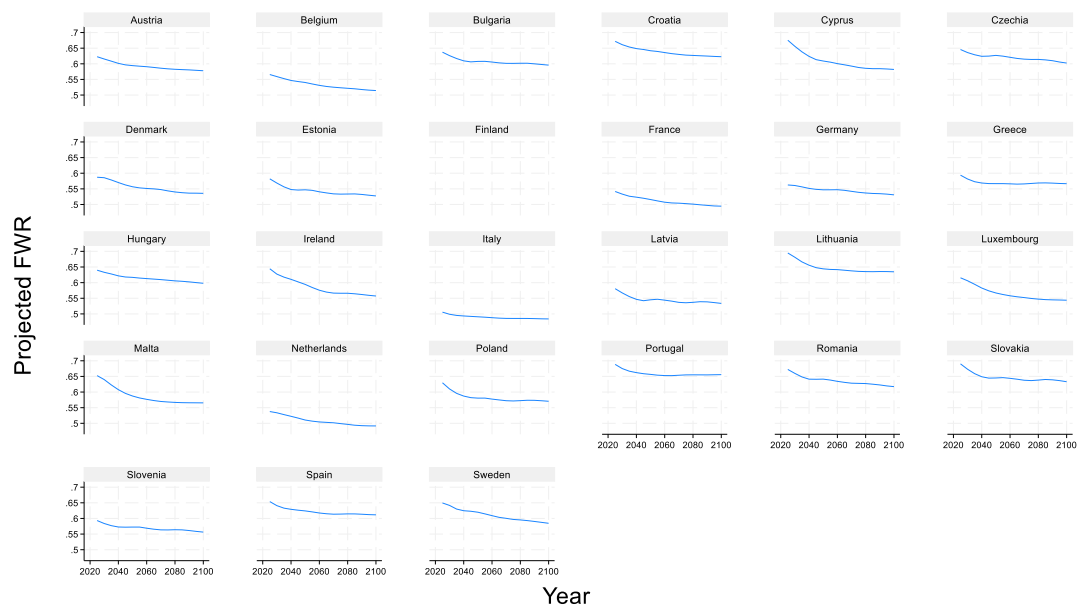 Austria Belgium Bulgaria Croatia Cyprus Czechia
.7
.65
.6
.55
.5
Denmark Estonia Finland France Germany Greece
.7
.65
.6
.55
.5
Hungary Ireland Italy Latvia Lithuania Luxembourg
.7
.65
.6
.55
.5
Malta Netherlands Poland Portugal Romania Slovakia
.7
.65
.6
.55
.5
2020 2040 2060 2080 2100 2020 2040 2060 2080 2100 2020 2040 2060 2080 2100
Slovenia Spain Sweden
.7
.65
.6
.55
.5
2020 2040 2060 2080 2100 2020 2040 2060 2080 2100 2020 2040 2060 2080 2100
Projected FWR
Year